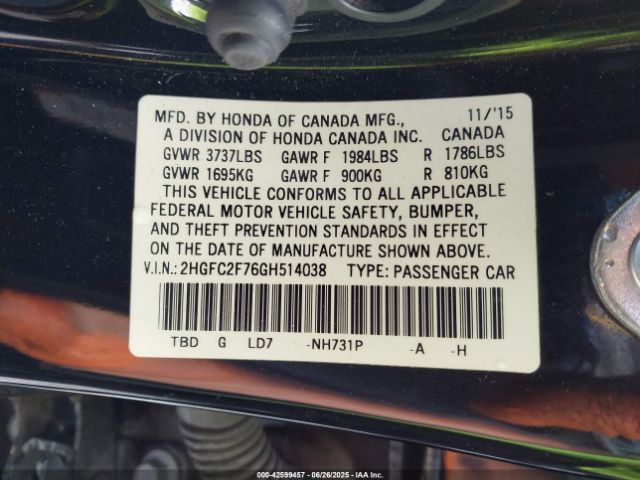 MFD. BY HONDA OF CANADA MFG., 11/'15
A DIVISION OF HONDA CANADA INC. CANADA
GVWR 3737LBS GAWR F 1984LBS R 1786LBS
GVWR 1695KG GAWR F 900KG R 810KG
THIS VEHICLE CONFORMS TO ALL APPLICABLE
FEDERAL MOTOR VEHICLE SAFETY, BUMPER,
AND THEFT PREVENTION STANDARDS IN EFFECT
ON THE DATE OF MANUFACTURE SHOWN ABOVE.
V.I.N.: 2HGFC2F76GH514038 TYPE: PASSENGER CAR
TBD G LD7 -NH731P -A -H
000-42599457 - 06/26/2025 - IAA Inc.